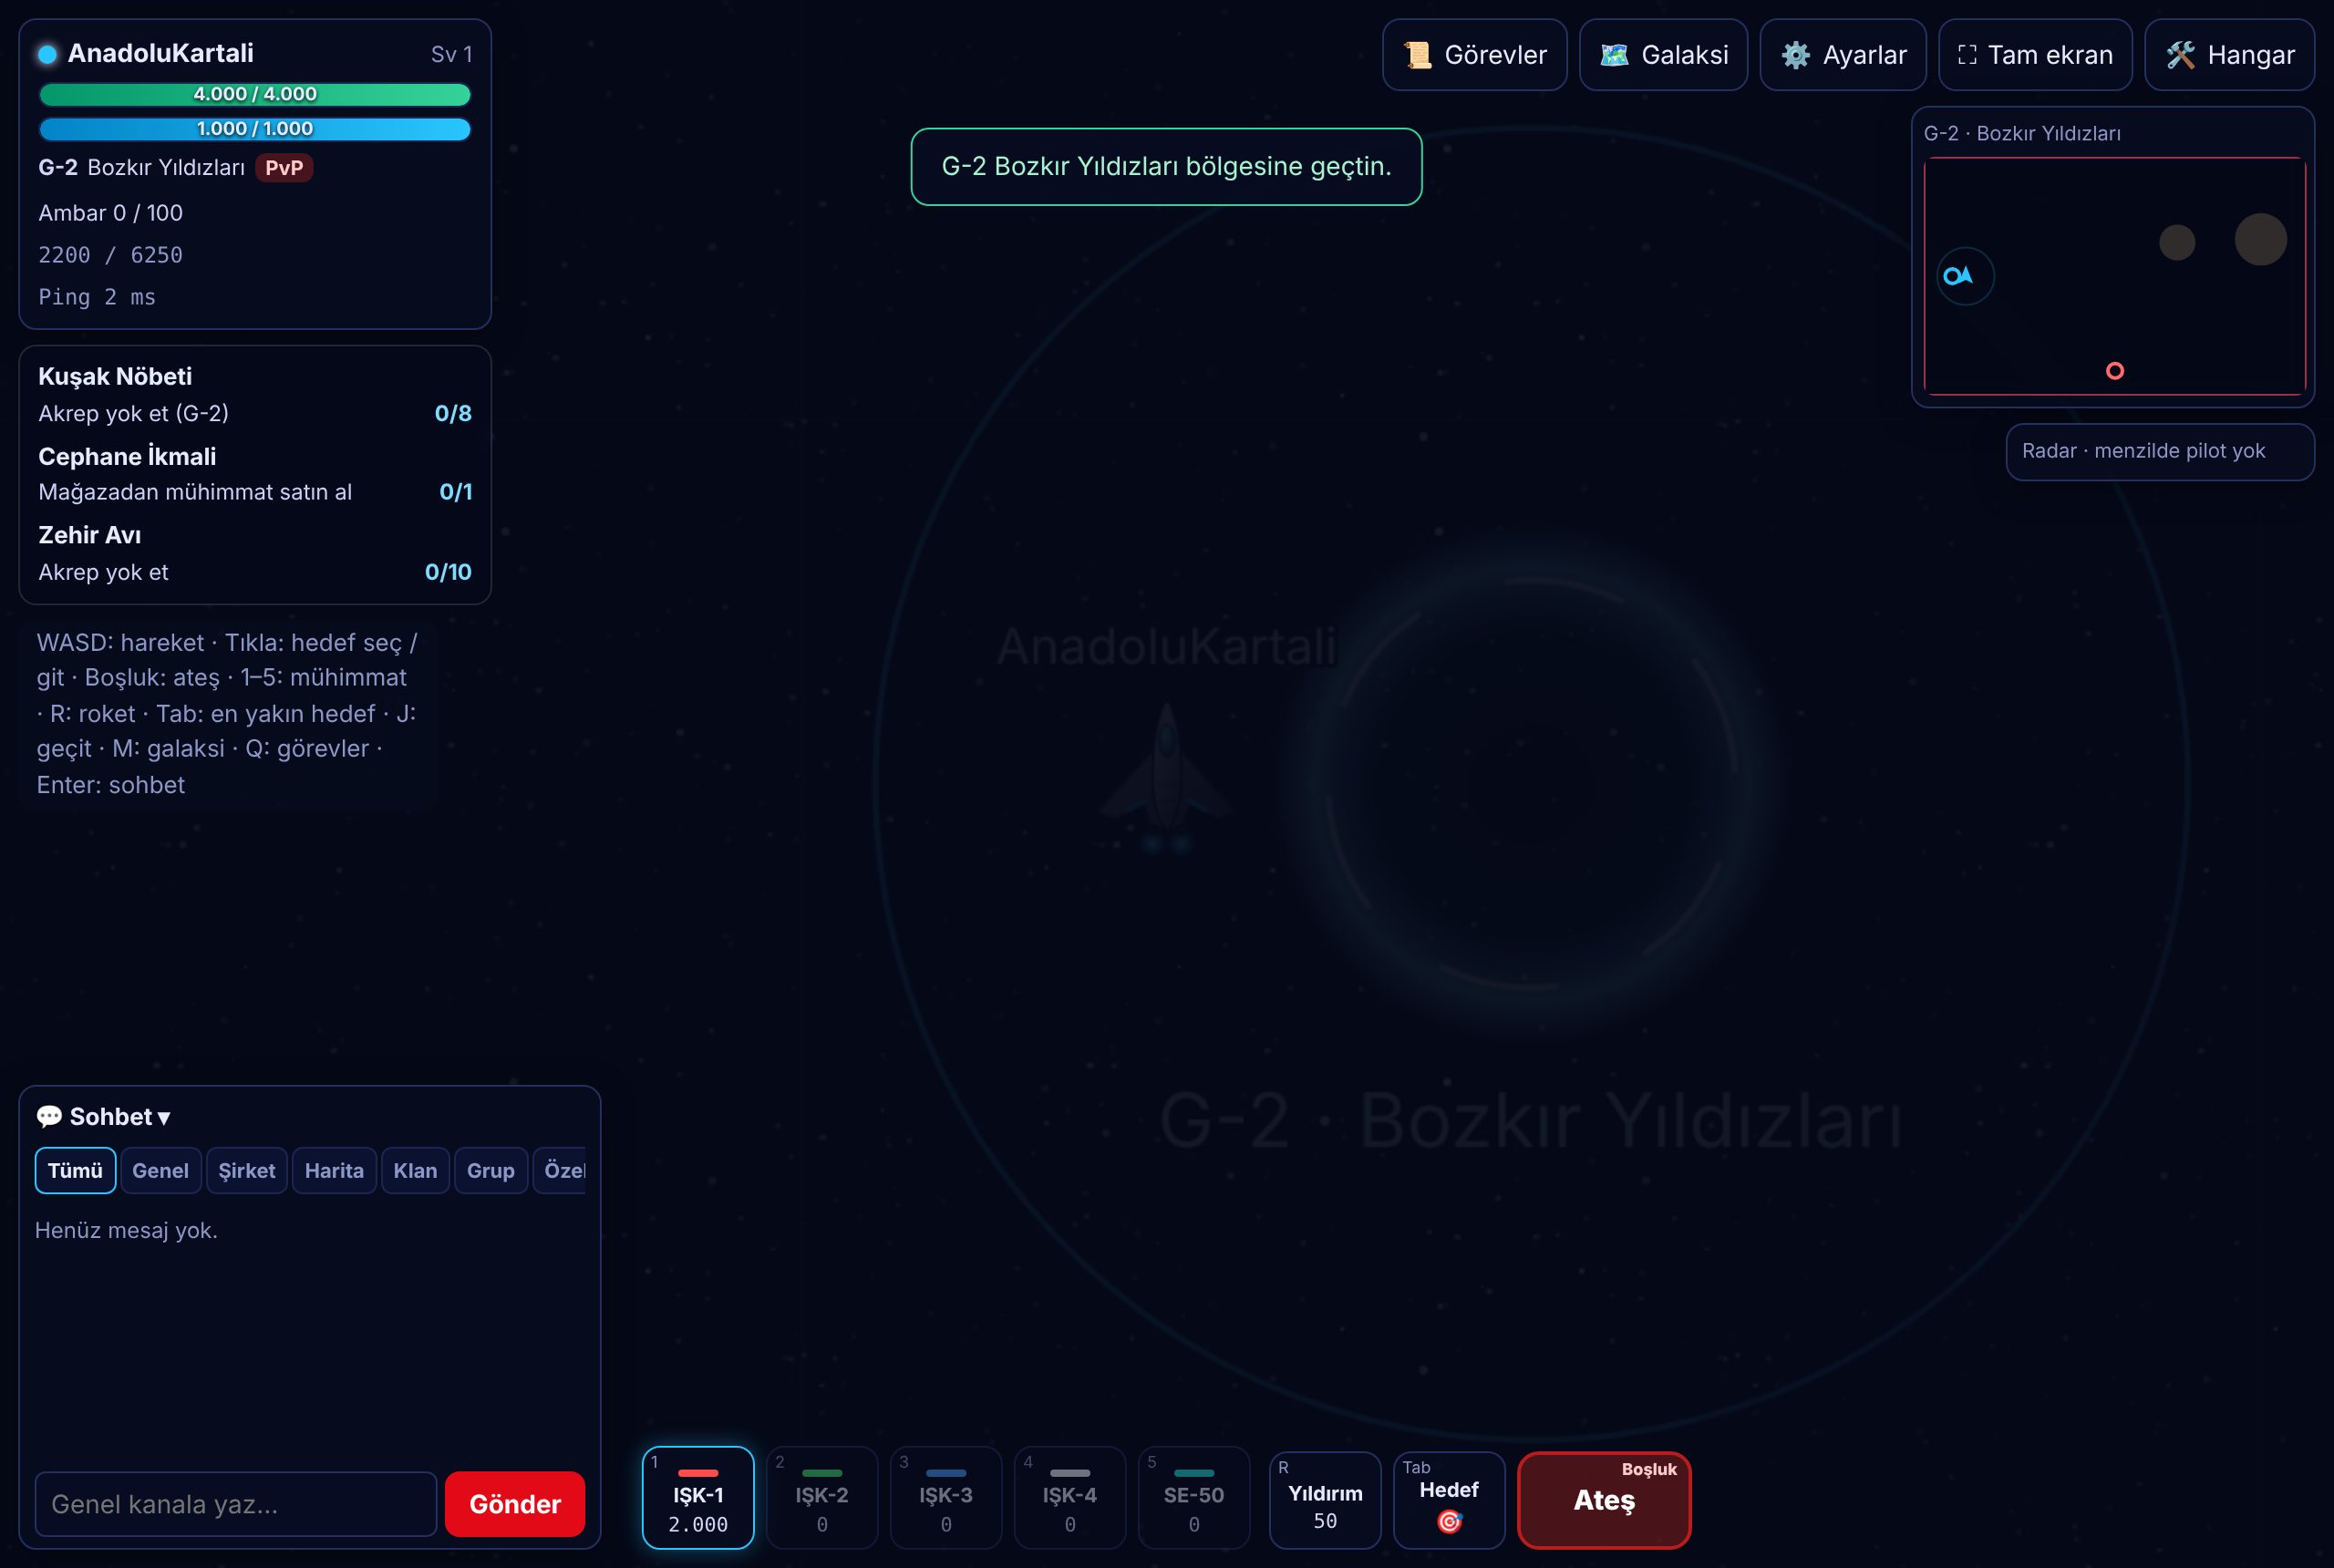 AnadoluKartali Sv 1
4.000 / 4.000
1.000 / 1.000
G-2 Bozkır Yıldızları PvP
Ambar 0 / 100
2200 / 6250
Ping 2 ms
Kuşak Nöbeti
Akrep yok et (G-2) 0/8
Cephane İkmali
Mağazadan mühimmat satın al 0/1
Zehir Avı
Akrep yok et 0/10
WASD: hareket · Tıkla: hedef seç /
git · Boşluk: ateş · 1–5: mühimmat
· R: roket · Tab: en yakın hedef · J:
geçit · M: galaksi · Q: görevler ·
Enter: sohbet
Görevler Galaksi Ayarlar Tam ekran Hangar
G-2 Bozkır Yıldızları bölgesine geçtin.
G-2 · Bozkır Yıldızları
Radar · menzilde pilot yok
AnadoluKartali
G-2 · Bozkır Yıldızları
Sohbet ▾
Tümü Genel Şirket Harita Klan Grup Özel
Henüz mesaj yok.
Genel kanala yaz... Gönder
1 IŞK-1 2.000
2 IŞK-2 0
3 IŞK-3 0
4 IŞK-4 0
5 SE-50 0
R Yıldırım 50
Tab Hedef
Boşluk Ateş